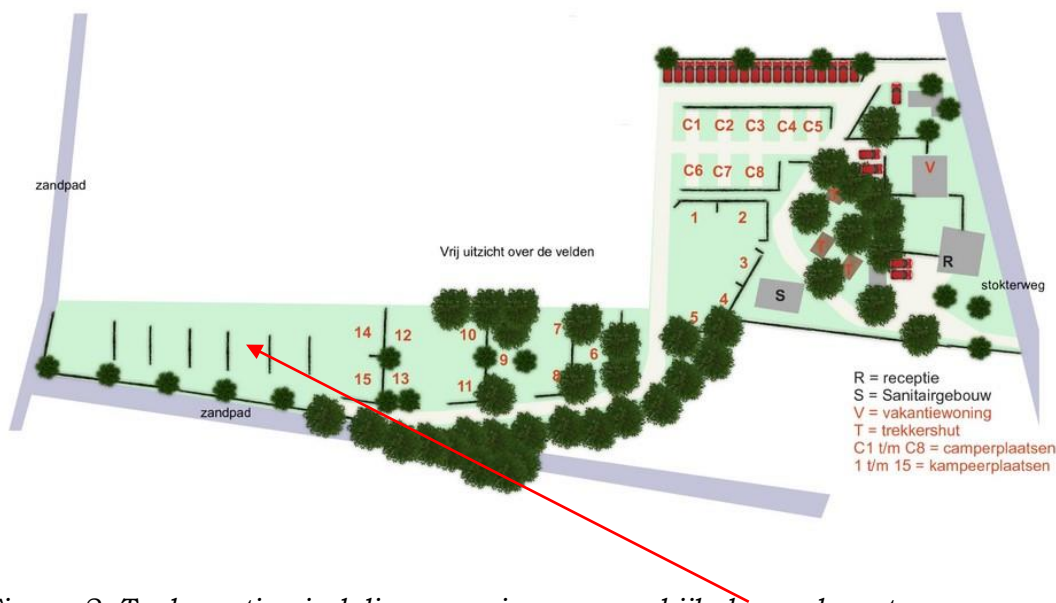 C1 C2 C3 C4 C5
C6 C7 C8
V
zandpad
1 2
Vrij uitzicht over de velden
3
R
T
T
stokterweg
S
4
5
14 12 10 7
9 6
15 13 11 8
zandpad
R = receptie
S = Sanitairgebouw
V = vakantiewoning
T = trekkershut
C1 t/m C8 = camperplaatsen
1 t/m 15 = kampeerplaatsen